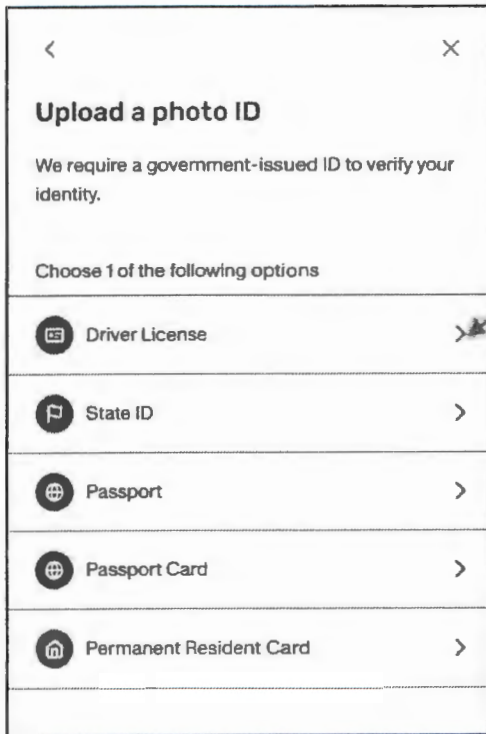 Upload a photo ID
We require a government-issued ID to verify your
identity.
Choose 1 of the following options
Driver License
State ID
Passport
Passport Card
Permanent Resident Card